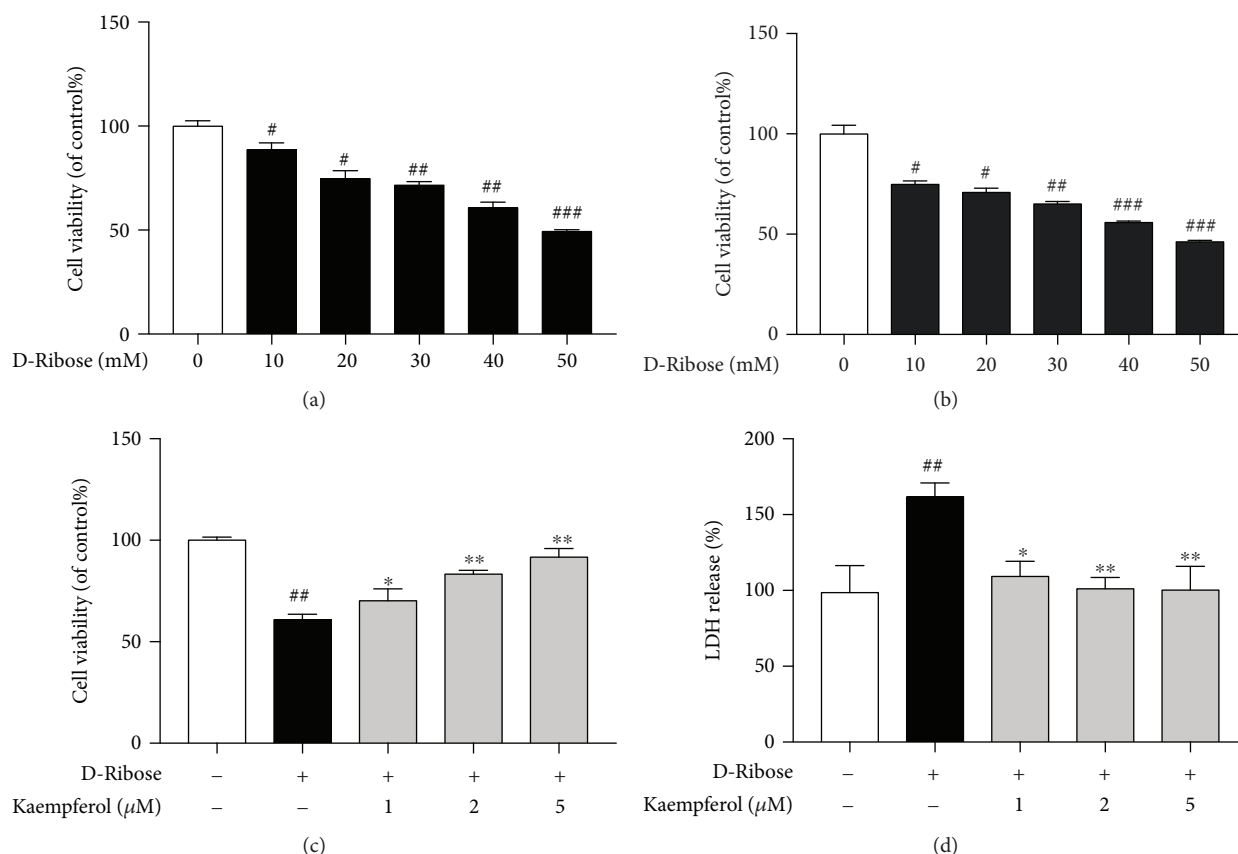 150
100
50
0
Cell viability (of control%)
# # ## ## ###
D-Ribose (mM) 0 10 20 30 40 50
(a)
150
100
50
0
Cell viability (of control%)
# # ## ### ###
D-Ribose (mM) 0 10 20 30 40 50
(b)
150
100
50
0
Cell viability (of control%)
## * ** **
D-Ribose – + + + +
Kaempferol (μM) – – 1 2 5
(c)
200
150
100
50
0
LDH release (%)
## * ** **
D-Ribose – + + + +
Kaempferol (μM) – – 1 2 5
(d)